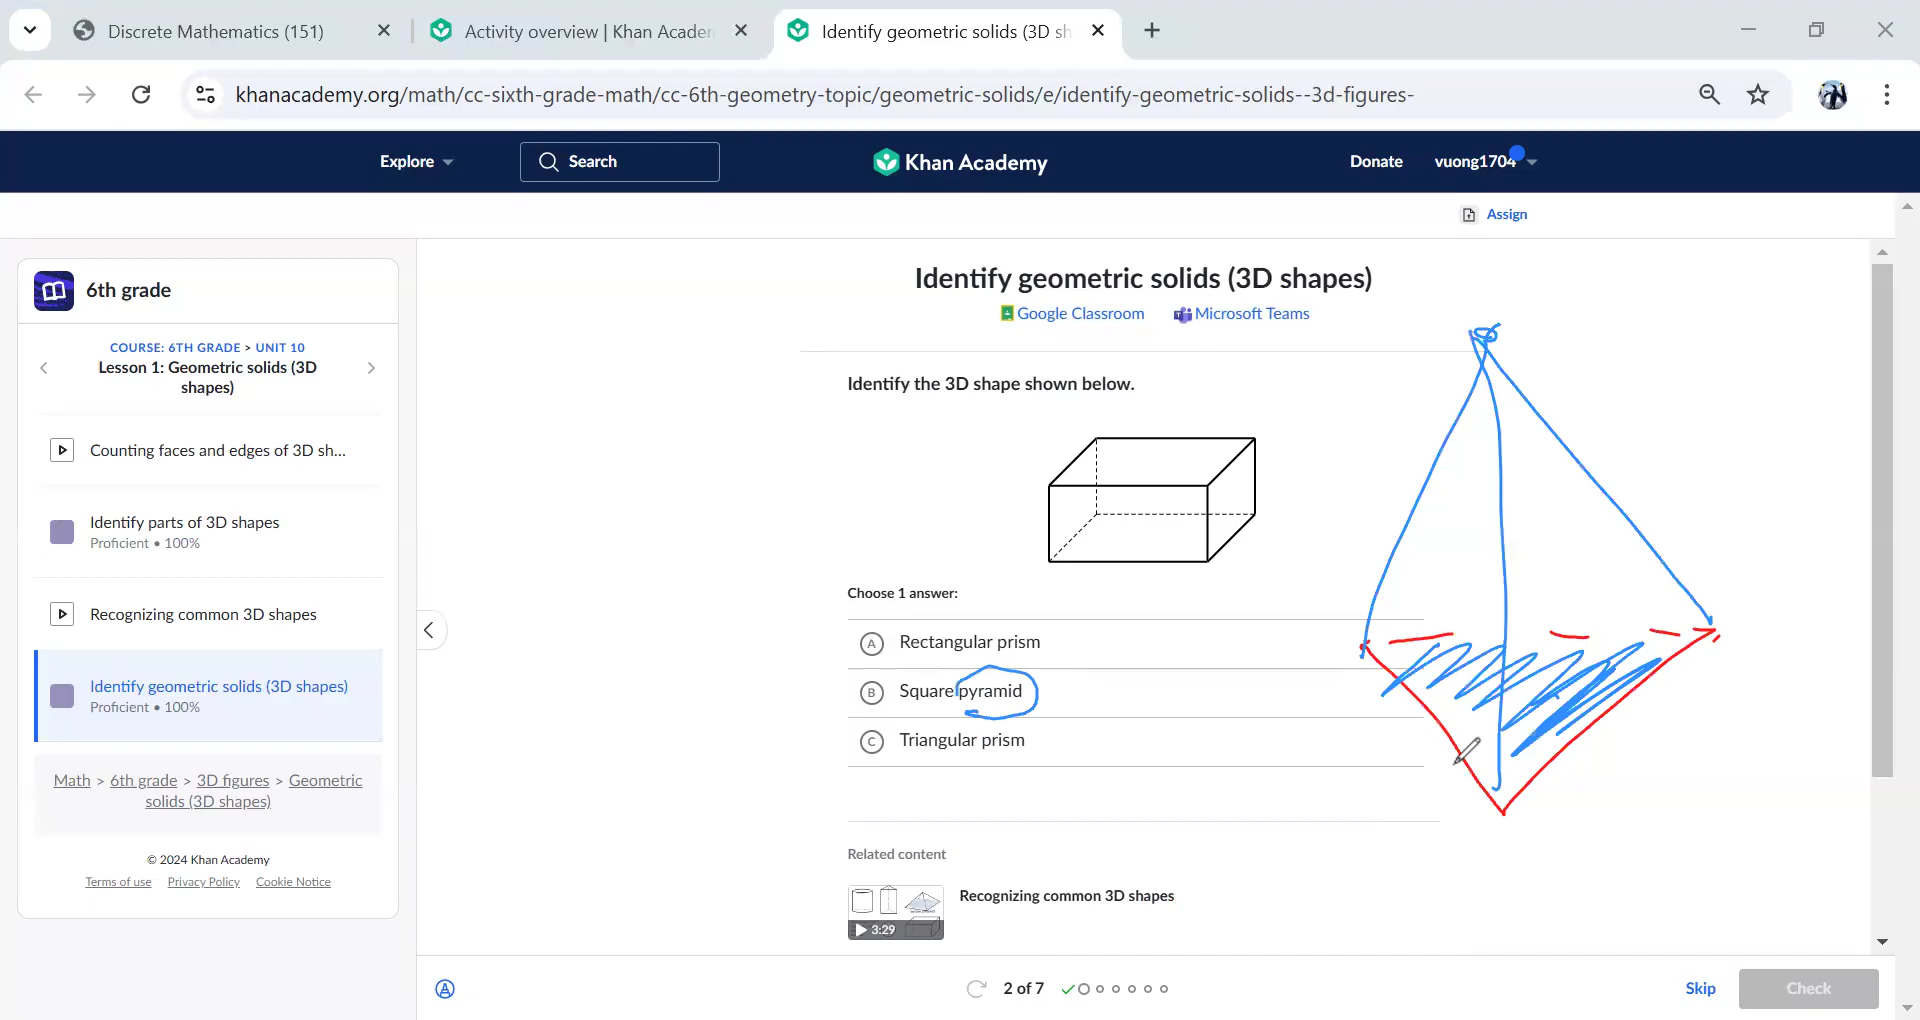 Discrete Mathematics (151)
Activity overview | Khan Academ
Identify geometric solids (3D sh
khanacademy.org/math/cc-sixth-grade-math/cc-6th-geometry-topic/geometric-solids/e/identify-geometric-solids--3d-figures-
Explore
Search
Khan Academy
Donate
vuong1704
Assign
6th grade
COURSE: 6TH GRADE > UNIT 10
Lesson 1: Geometric solids (3D
shapes)
Counting faces and edges of 3D sh...
Identify parts of 3D shapes
Proficient • 100%
Recognizing common 3D shapes
Identify geometric solids (3D shapes)
Proficient • 100%
Math > 6th grade > 3D figures > Geometric
solids (3D shapes)
© 2024 Khan Academy
Terms of use Privacy Policy Cookie Notice
Identify geometric solids (3D shapes)
Google Classroom Microsoft Teams
Identify the 3D shape shown below.
Choose 1 answer:
A Rectangular prism
B Square pyramid
C Triangular prism
Related content
3:29
Recognizing common 3D shapes
2 of 7
Skip
Check